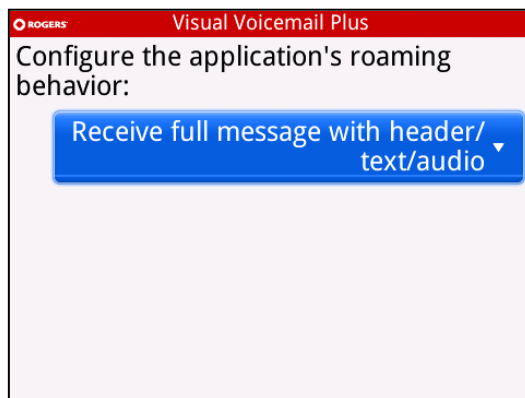 ROGERS Visual Voicemail Plus
Configure the application's roaming
behavior:
Receive full message with header/
text/audio